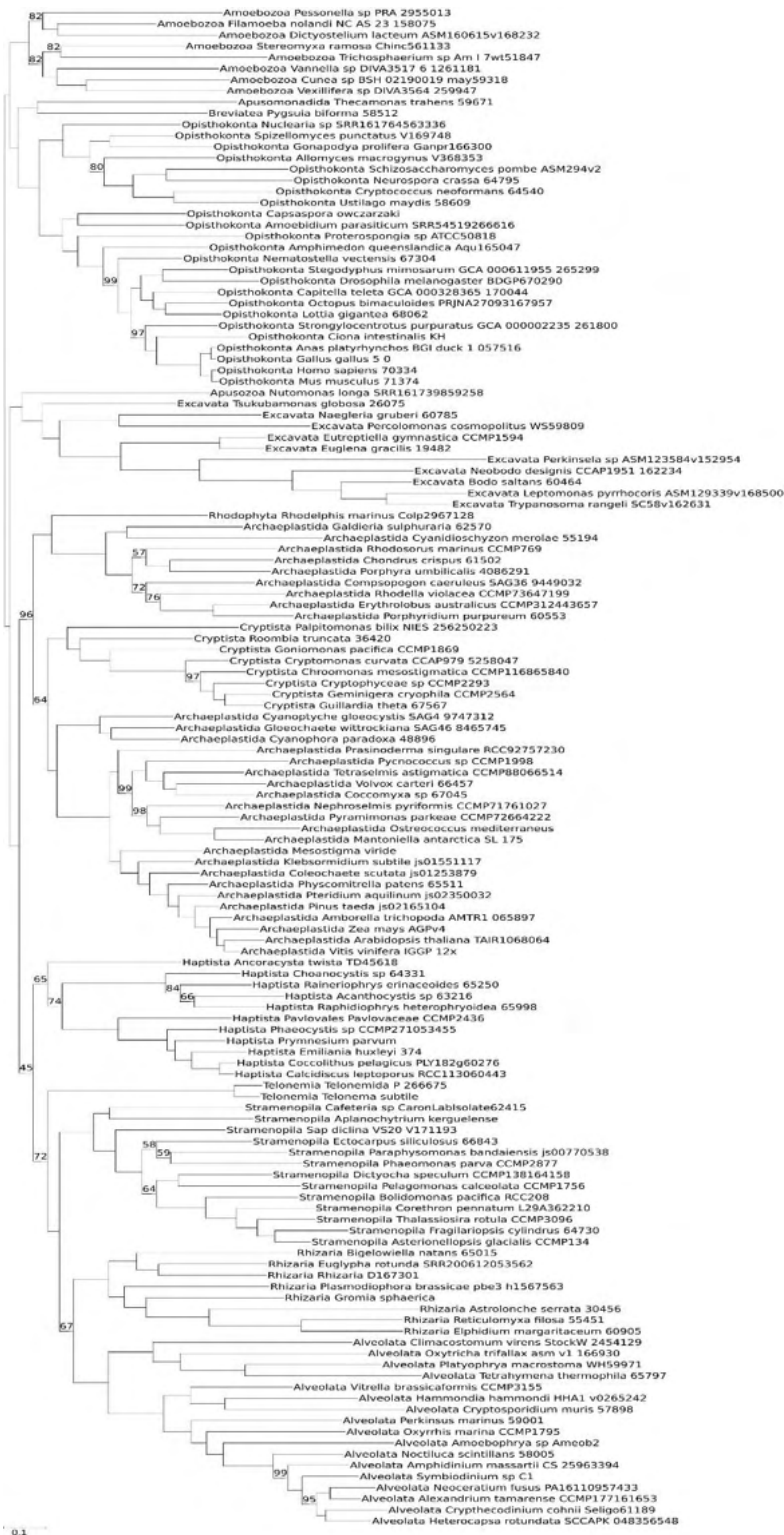 Amoebozoa Pessonella sp PRA 2955013
82
Amoebozoa Filamoeba nolandi NC AS 23 158075
Amoebozoa Dictyostelium lacteum ASM160615v168232
82
Amoebozoa Stereomyxa ramosa Chinc561133
82
Amoebozoa Trichosphaerium sp Am I 7wt51847
Amoebozoa Vannella sp DIVA3517 6 1261181
Amoebozoa Cunea sp BSH 02190019 may59318
Amoebozoa Vexillifera sp DIVA3564 259947
Apusomonadida Thecamonas trahens 59671
Breviatea Pygsuia biforma 58512
Opisthokonta Nuclearia sp SRR161764563336
Opisthokonta Spizellomyces punctatus V169748
Opisthokonta Gonapodya prolifera Ganpr166300
Opisthokonta Allomyces macrogynus V368353
80
Opisthokonta Schizosaccharomyces pombe ASM294v2
Opisthokonta Neurospora crassa 64795
Opisthokonta Cryptococcus neoformans 64540
Opisthokonta Ustilago maydis 58609
Opisthokonta Capsaspora owczarzaki
Opisthokonta Amoebidium parasiticum SRR54519266616
Opisthokonta Proterospongia sp ATCC50818
Opisthokonta Amphimedon queenslandica Aqu165047
Opisthokonta Nematostella vectensis 67304
Opisthokonta Stegodyphus mimosarum GCA 000611955 265299
99
Opisthokonta Drosophila melanogaster BDGP670290
Opisthokonta Capitella teleta GCA 000328365 170044
Opisthokonta Octopus bimaculoides PRJNA27093167957
Opisthokonta Lottia gigantea 68062
Opisthokonta Strongylocentrotus purpuratus GCA 000002235 261800
97
Opisthokonta Ciona intestinalis KH
Opisthokonta Anas platyrhynchos BGI duck 1 057516
Opisthokonta Gallus gallus 5 0
Opisthokonta Homo sapiens 70334
Opisthokonta Mus musculus 71374
Apusozoa Nutomonas longa SRR161739859258
Excavata Tsukubamonas globosa 26075
Excavata Naegleria gruberi 60785
Excavata Percolomonas cosmopolitus WS59809
Excavata Eutreptiella gymnastica CCMP1594
Excavata Euglena gracilis 19482
Excavata Perkinsela sp ASM123584v152954
Excavata Neobodo designis CCAP1951 162234
Excavata Bodo saltans 60464
Excavata Leptomonas pyrrhocoris ASM129339v168500
Excavata Trypanosoma rangeli SC58v162631
Rhodophyta Rhodelphis marinus Colp2967128
Archaeplastida Galdieria sulphuraria 62570
Archaeplastida Cyanidioschyzon merolae 55194
Archaeplastida Rhodosorus marinus CCMP769
57
Archaeplastida Chondrus crispus 61502
Archaeplastida Porphyra umbilicalis 4086291
72
Archaeplastida Compsopogon caeruleus SAG36 9449032
76
Archaeplastida Rhodella violacea CCMP73647199
Archaeplastida Erythrolobus australicus CCMP312443657
96
Archaeplastida Porphyridium purpureum 60553
Cryptista Palpitomonas bilix NIES 256250223
Cryptista Roombia truncata 36420
Cryptista Goniomonas pacifica CCMP1869
Cryptista Cryptomonas curvata CCAP979 5258047
97
Cryptista Chroomonas mesostigmatica CCMP116865840
Cryptista Cryptophyceae sp CCMP2293
Cryptista Geminigera cryophila CCMP2564
64
Cryptista Guillardia theta 67567
Archaeplastida Cyanoptyche gloeocystis SAG4 9747312
Archaeplastida Gloeochaete wittrockiana SAG46 8465745
Archaeplastida Cyanophora paradoxa 48896
Archaeplastida Prasinoderma singulare RCC92757230
Archaeplastida Pycnococcus sp CCMP1998
Archaeplastida Tetraselmis astigmatica CCMP88066514
99
Archaeplastida Volvox carteri 66457
Archaeplastida Coccomyxa sp 67045
98
Archaeplastida Nephroselmis pyriformis CCMP71761027
Archaeplastida Pyramimonas parkeae CCMP72664222
Archaeplastida Ostreococcus mediterraneus
Archaeplastida Mantoniella antarctica SL 175
Archaeplastida Mesostigma viride
Archaeplastida Klebsormidium subtile js01551117
Archaeplastida Coleochaete scutata js01253879
Archaeplastida Physcomitrella patens 65511
Archaeplastida Pteridium aquilinum js02350032
Archaeplastida Pinus taeda js02165104
Archaeplastida Amborella trichopoda AMTR1 065897
Archaeplastida Zea mays AGPv4
Archaeplastida Arabidopsis thaliana TAIR1068064
Archaeplastida Vitis vinifera IGGP 12x
Haptista Ancoracysta twista TD45618
65
Haptista Choanocystis sp 64331
84
Haptista Raineriophrys erinaceoides 65250
74
66
Haptista Acanthocystis sp 63216
Haptista Raphidiophrys heterophryoidea 65998
Haptista Pavlovales Pavlovaceae CCMP2436
Haptista Phaeocystis sp CCMP271053455
Haptista Prymnesium parvum
Haptista Emiliania huxleyi 374
Haptista Coccolithus pelagicus PLY182g60276
45
Haptista Calcidiscus leptoporus RCC113060443
Telonemia Telonemida P 266675
Telonemia Telonema subtile
Stramenopila Cafeteria sp CaronLabIsolate62415
Stramenopila Aplanochytrium kerguelense
Stramenopila Sap diclina VS20 V171193
58
Stramenopila Ectocarpus siliculosus 66843
72
59
Stramenopila Paraphysomonas bandaiensis js00770538
Stramenopila Phaeomonas parva CCMP2877
Stramenopila Dictyocha speculum CCMP138164158
64
Stramenopila Pelagomonas calceolata CCMP1756
Stramenopila Bolidomonas pacifica RCC208
Stramenopila Corethron pennatum L29A362210
Stramenopila Thalassiosira rotula CCMP3096
Stramenopila Fragilariopsis cylindrus 64730
Stramenopila Asterionellopsis glacialis CCMP134
Rhizaria Bigelowiella natans 65015
Rhizaria Euglypha rotunda SRR200612053562
Rhizaria Rhizaria D167301
Rhizaria Plasmodiophora brassicae pbe3 h1567563
Rhizaria Gromia sphaerica
Rhizaria Astrolonche serrata 30456
Rhizaria Reticulomyxa filosa 55451
67
Rhizaria Elphidium margaritaceum 60905
Alveolata Climacostomum virens StockW 2454129
Alveolata Oxytricha trifallax asm v1 166930
Alveolata Platyophrya macrostoma WH59971
Alveolata Tetrahymena thermophila 65797
Alveolata Vitrella brassicaformis CCMP3155
Alveolata Hammondia hammondi HHA1 v0265242
Alveolata Cryptosporidium muris 57898
Alveolata Perkinsus marinus 59001
Alveolata Oxyrrhis marina CCMP1795
Alveolata Amoebophrya sp Ameob2
Alveolata Noctiluca scintillans 58005
Alveolata Amphidinium massartii CS 25963394
99
Alveolata Symbiodinium sp C1
Alveolata Neoceratium fusus PA16110957433
95
Alveolata Alexandrium tamarense CCMP177161653
Alveolata Crypthecodinium cohnii Seligo61189
Alveolata Heterocapsa rotundata SCCAPK 048356548
0.1